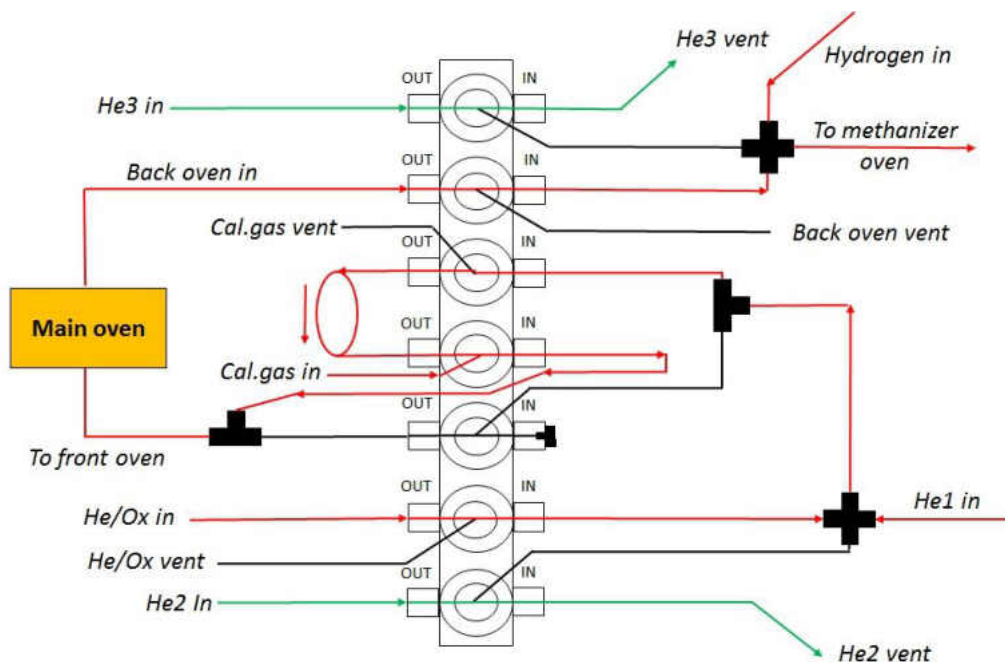 He3 vent
Hydrogen in
OUT
IN
He3 in
To methanizer
oven
OUT
IN
Back oven in
Cal.gas vent
OUT
IN
Back oven vent
Main oven
OUT
IN
Cal.gas in
OUT
IN
To front oven
OUT
IN
He/Ox in
He1 in
He/Ox vent
OUT
IN
He2 In
He2 vent